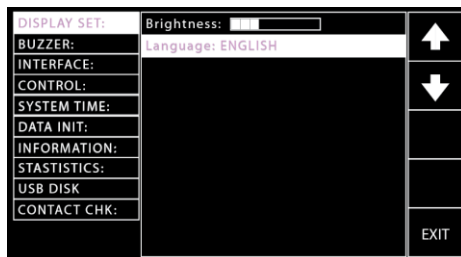 DISPLAY SET:
BUZZER:
INTERFACE:
CONTROL:
SYSTEM TIME:
DATA INIT:
INFORMATION:
STASTISTICS:
USB DISK
CONTACT CHK:
Brightness:
Language: ENGLISH
EXIT